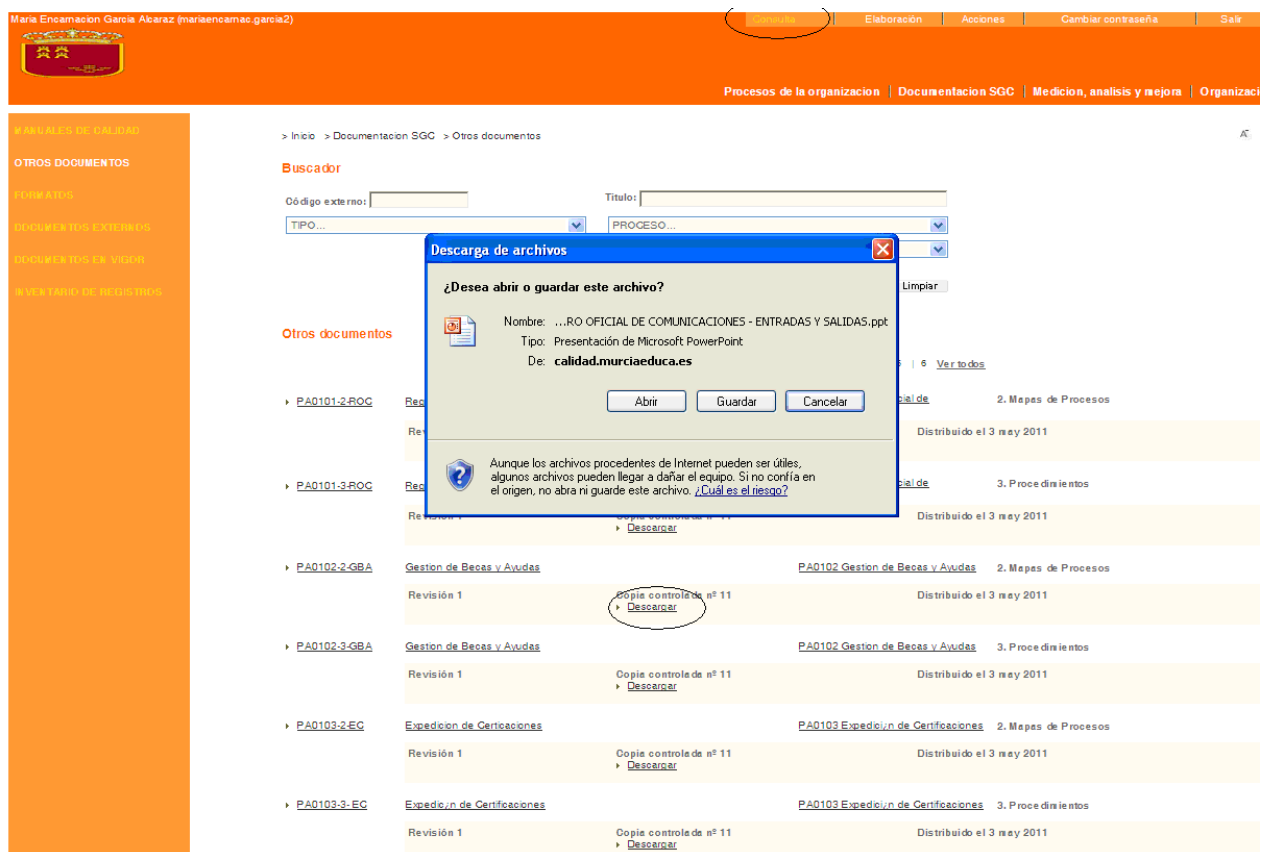 Maria Encarnacion Garcia Alcaraz (mariaencarnac.garcia2)
Consulta | Elaboración | Acciones | Cambiar contraseña | Salir
Procesos de la organizacion | Documentacion SGC | Medicion, analisis y mejora | Organizaci
MANUALES DE CALIDAD
OTROS DOCUMENTOS
FORMATOS
DOCUMENTOS EXTERNOS
DOCUMENTOS EN VIGOR
INVENTARIO DE REGISTROS
> Inicio > Documentacion SGC > Otros documentos
Buscador
Código externo: Titulo:
TIPO... PROCESO...
Limpiar
Descarga de archivos
¿Desea abrir o guardar este archivo?
Nombre: ...RO OFICIAL DE COMUNICACIONES - ENTRADAS Y SALIDAS.ppt
Tipo: Presentación de Microsoft PowerPoint
De: calidad.murciaeduca.es
Abrir Guardar Cancelar
Aunque los archivos procedentes de Internet pueden ser útiles,
algunos archivos pueden llegar a dañar el equipo. Si no confía en
el origen, no abra ni guarde este archivo. ¿Cuál es el riesgo?
Otros documentos
| 6 Ver todos
PA0101-2-ROC Reg cial de 2. Mapas de Procesos
Rev Distribuido el 3 may 2011
PA0101-3-ROC Reg cial de 3. Procedimientos
Distribuido el 3 may 2011
Descargar
PA0102-2-GBA Gestion de Becas y Ayudas PA0102 Gestion de Becas y Ayudas 2. Mapas de Procesos
Revisión 1 Copia controlada nº 11 Distribuido el 3 may 2011
Descargar
PA0102-3-GBA Gestion de Becas y Ayudas PA0102 Gestion de Becas y Ayudas 3. Procedimientos
Revisión 1 Copia controlada nº 11 Distribuido el 3 may 2011
Descargar
PA0103-2-EC Expedicion de Certicaciones PA0103 Expedici¿n de Certificaciones 2. Mapas de Procesos
Revisión 1 Copia controlada nº 11 Distribuido el 3 may 2011
Descargar
PA0103-3- EC Expedic¿n de Certificaciones PA0103 Expedici¿n de Certificaciones 3. Procedimientos
Revisión 1 Copia controlada nº 11 Distribuido el 3 may 2011
Descargar